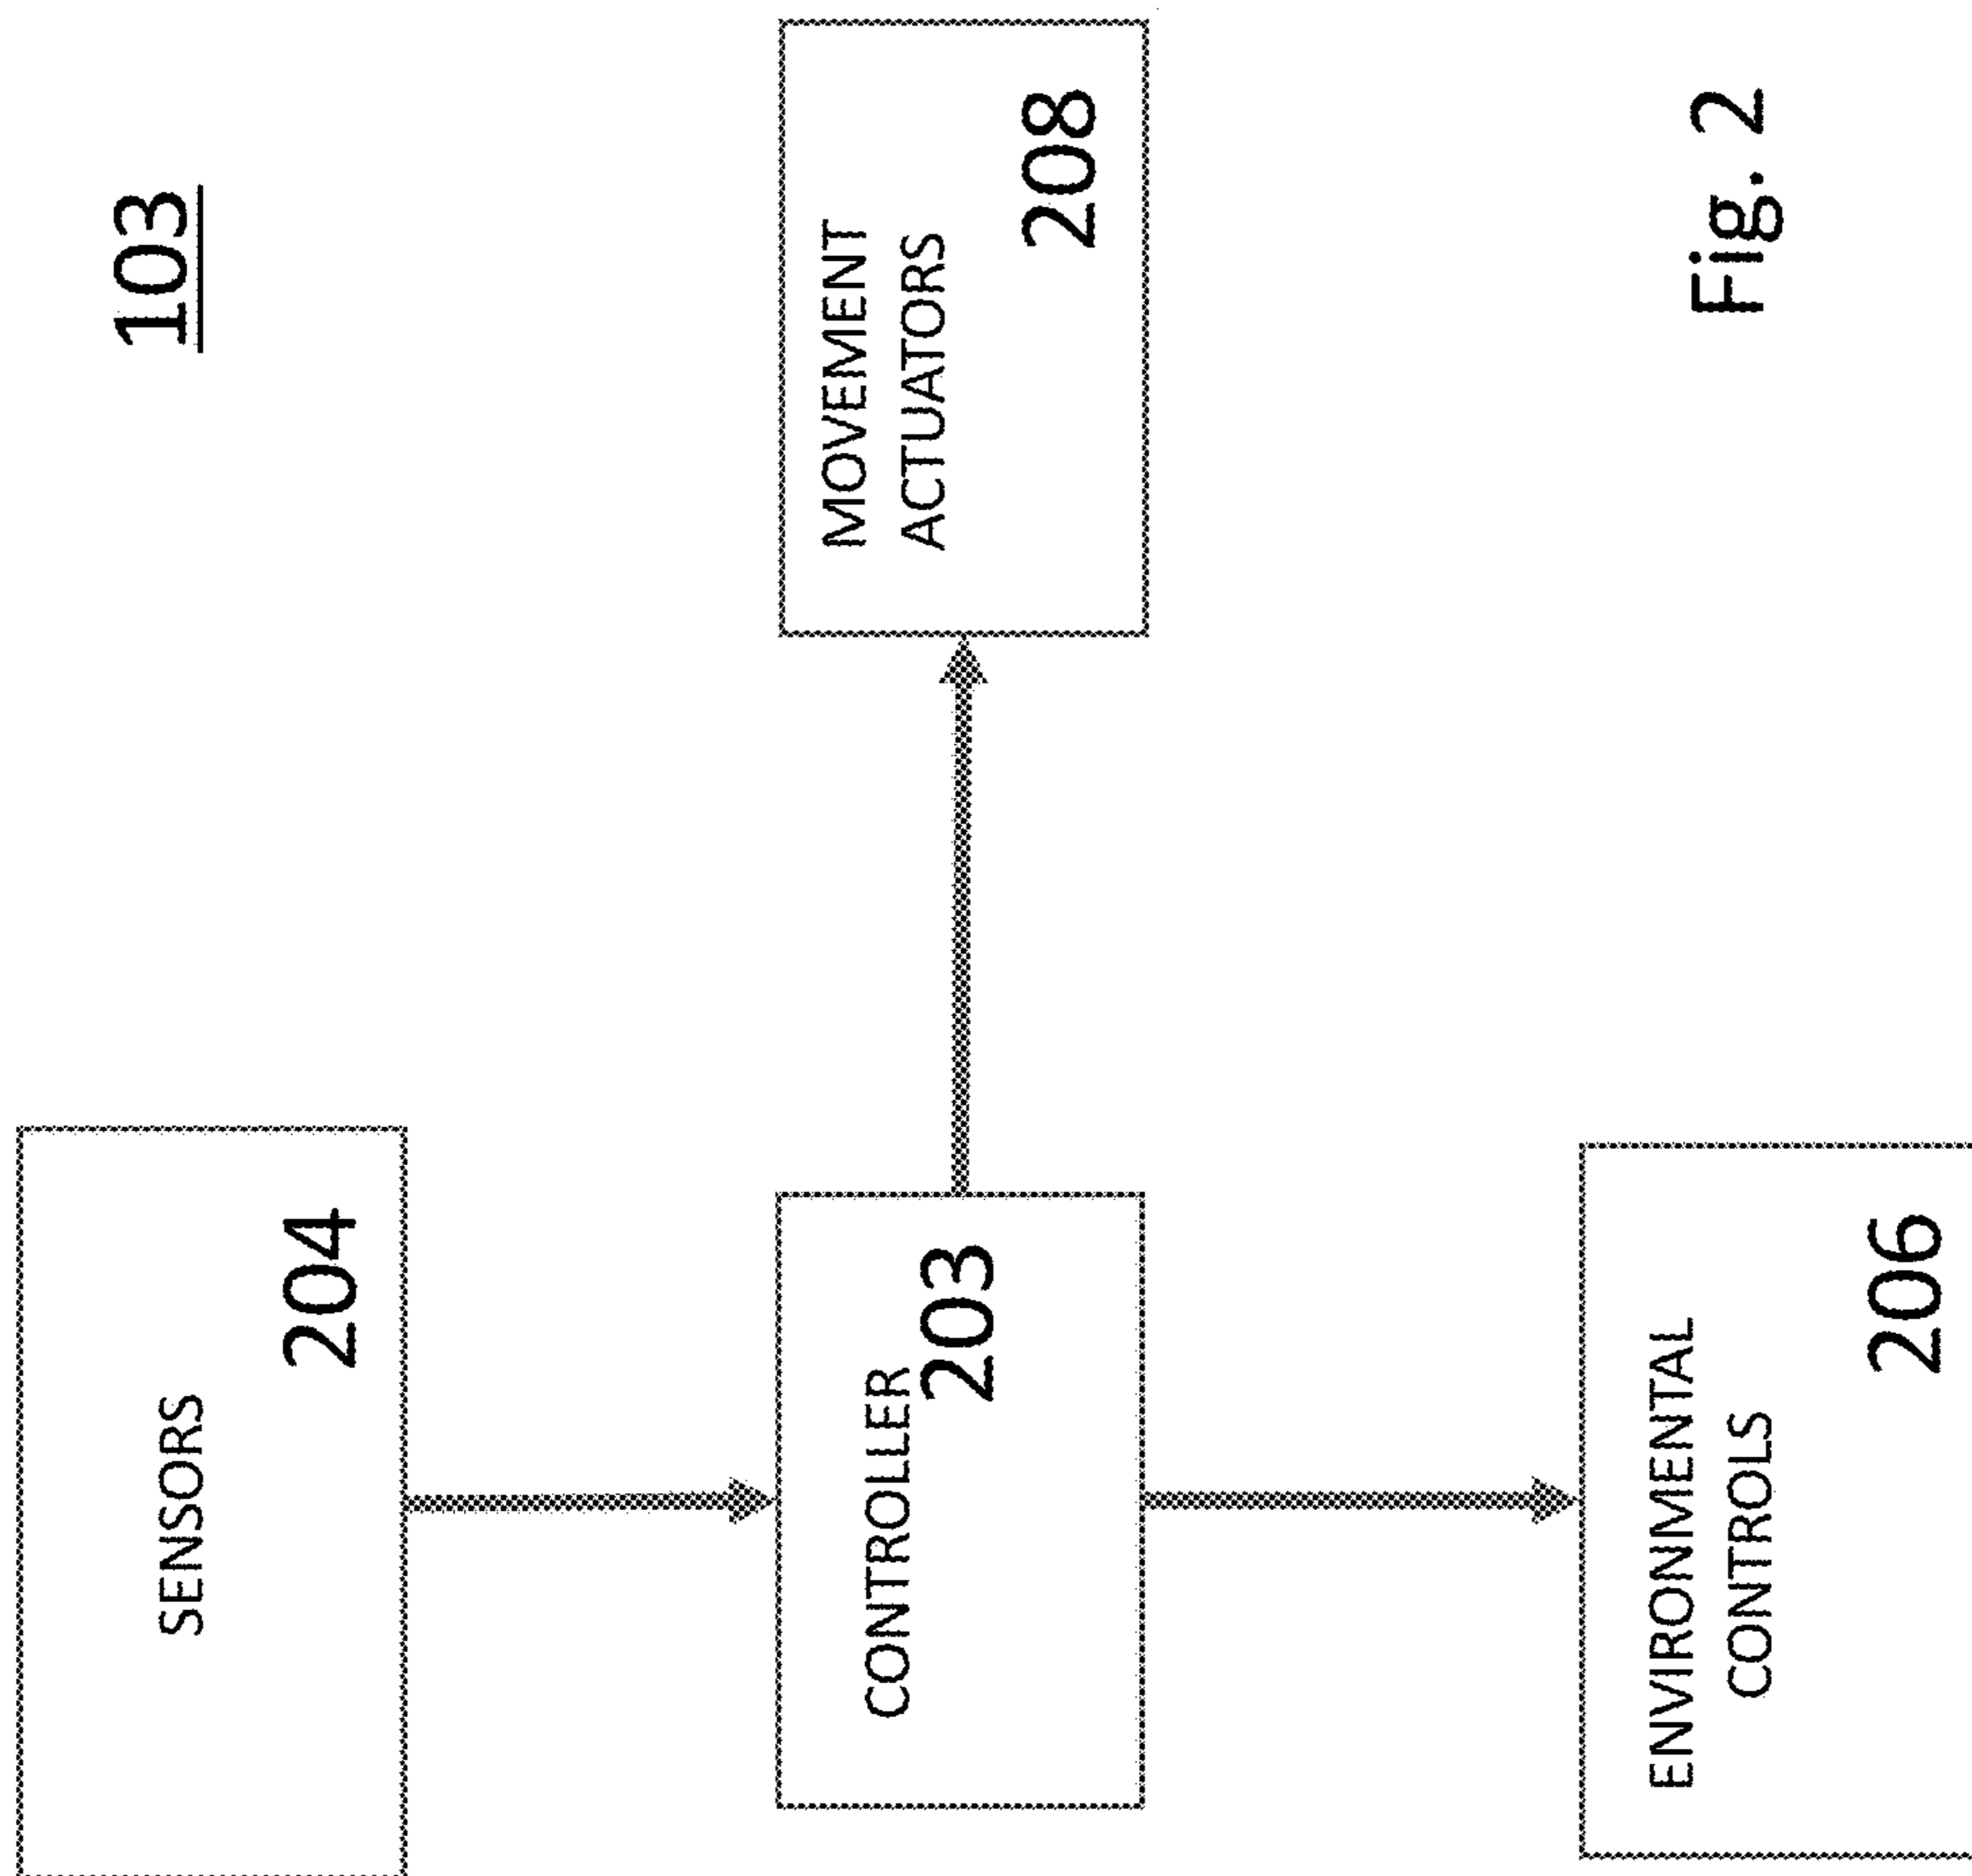 103
SENSORS
204
CONTROLLER
203
MOVEMENT
ACTUATORS
208
ENVIRONMENTAL
CONTROLS
206
Fig. 2